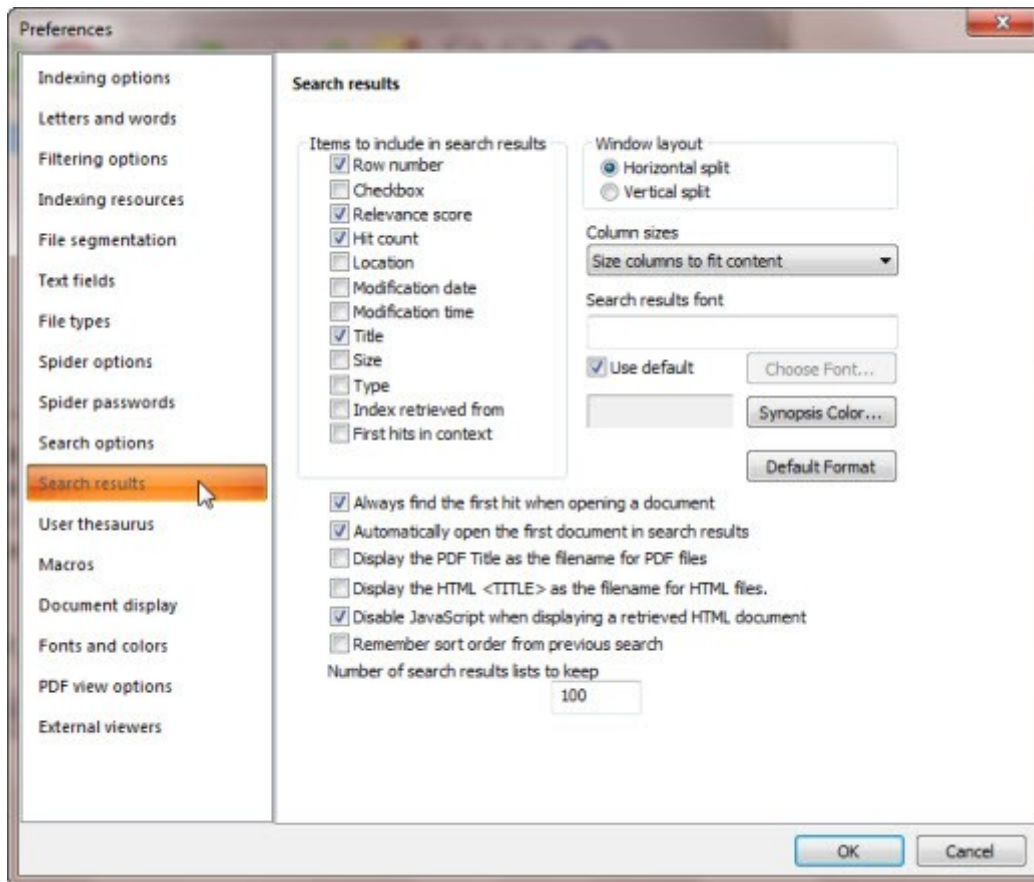 Preferences
Indexing options
Letters and words
Filtering options
Indexing resources
File segmentation
Text fields
File types
Spider options
Spider passwords
Search options
Search results
User thesaurus
Macros
Document display
Fonts and colors
PDF view options
External viewers
Search results
Items to include in search results
Row number
Checkbox
Relevance score
Hit count
Location
Modification date
Modification time
Title
Size
Type
Index retrieved from
First hits in context
Window layout
Horizontal split
Vertical split
Column sizes
Size columns to fit content
Search results font
Use default
Choose Font...
Synopsis Color...
Default Format
Always find the first hit when opening a document
Automatically open the first document in search results
Display the PDF Title as the filename for PDF files
Display the HTML <TITLE> as the filename for HTML files.
Disable JavaScript when displaying a retrieved HTML document
Remember sort order from previous search
Number of search results lists to keep
100
OK
Cancel